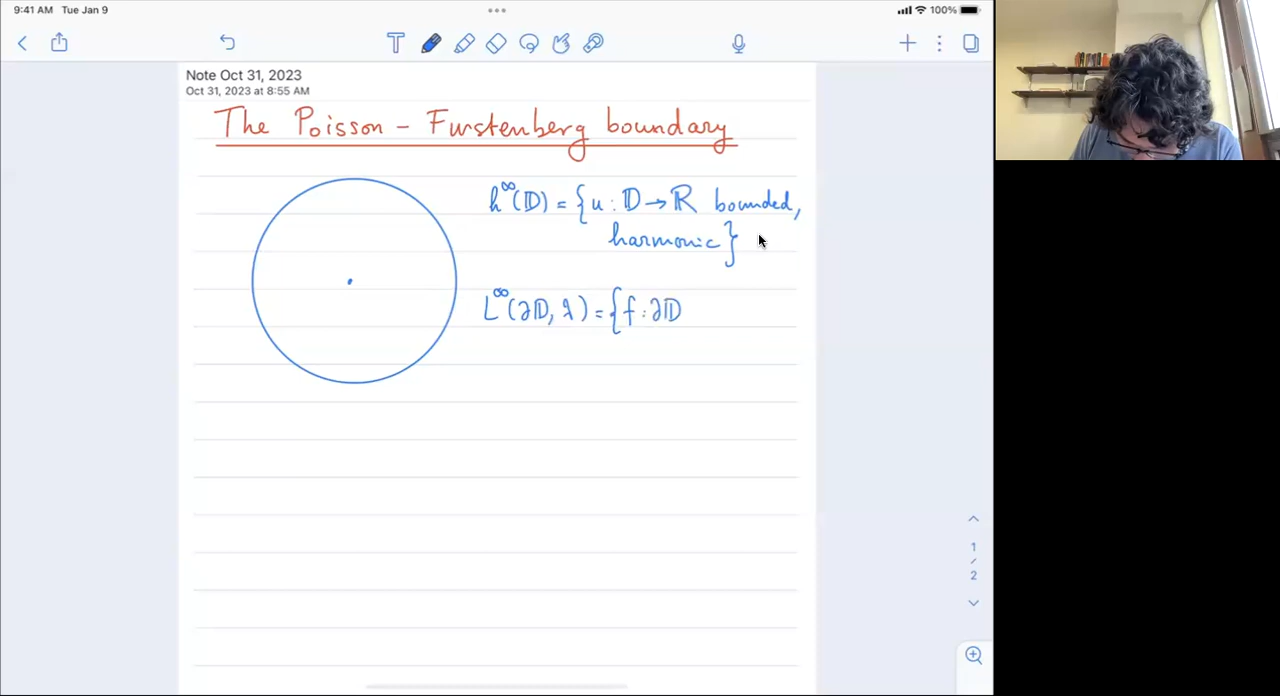 9:41 AM Tue Jan 9
100%
Note Oct 31, 2023
Oct 31, 2023 at 8:55 AM
The Poisson - Furstenberg boundary
h^∞(𝔻) = { u : 𝔻 → ℝ bounded,
harmonic }
L^∞(∂𝔻, λ) = { f : ∂𝔻
1
/
2